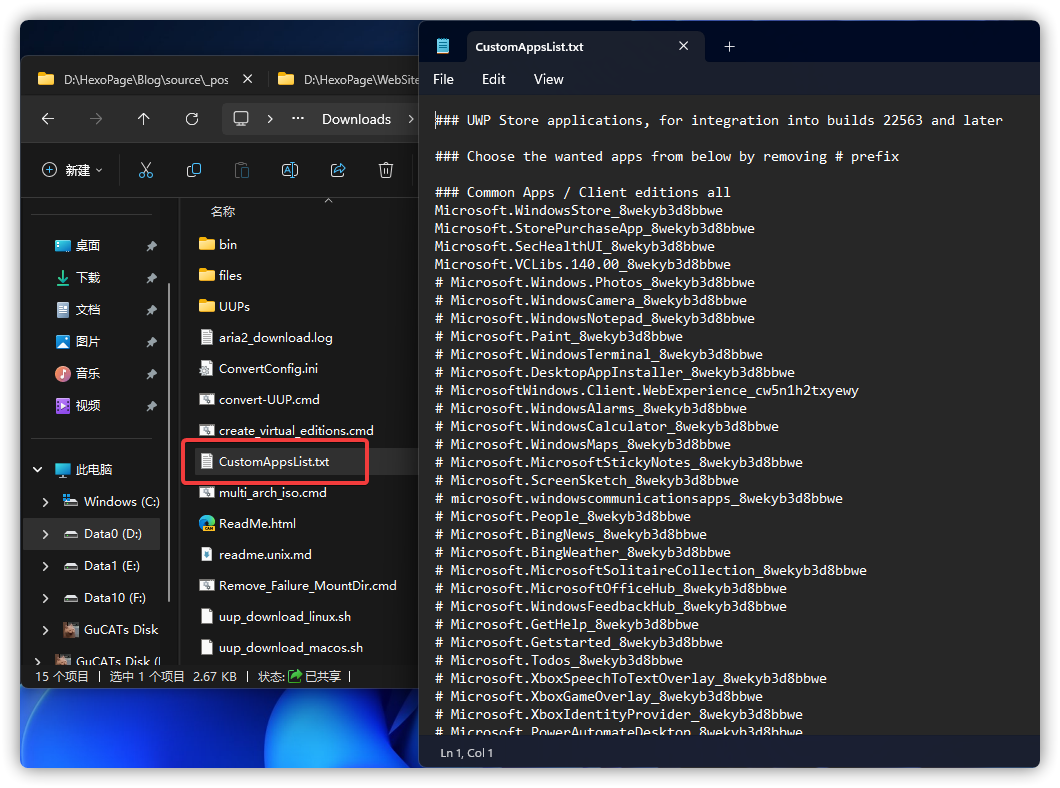 D:\HexoPage\Blog\source\_pos
D:\HexoPage\WebSite
Downloads
新建
桌面
下载
文档
图片
音乐
视频
此电脑
Windows (C:)
Data0 (D:)
Data1 (E:)
Data10 (F:)
GuCATs Disk
GuCATs Disk (I
名称
bin
files
UUPs
aria2_download.log
ConvertConfig.ini
convert-UUP.cmd
create_virtual_editions.cmd
CustomAppsList.txt
multi_arch_iso.cmd
ReadMe.html
readme.unix.md
Remove_Failure_MountDir.cmd
uup_download_linux.sh
uup_download_macos.sh
15 个项目 | 选中 1 个项目 2.67 KB | 状态: 已共享 |
CustomAppsList.txt
File Edit View
### UWP Store applications, for integration into builds 22563 and later
### Choose the wanted apps from below by removing # prefix
### Common Apps / Client editions all
Microsoft.WindowsStore_8wekyb3d8bbwe
Microsoft.StorePurchaseApp_8wekyb3d8bbwe
Microsoft.SecHealthUI_8wekyb3d8bbwe
Microsoft.VCLibs.140.00_8wekyb3d8bbwe
# Microsoft.Windows.Photos_8wekyb3d8bbwe
# Microsoft.WindowsCamera_8wekyb3d8bbwe
# Microsoft.WindowsNotepad_8wekyb3d8bbwe
# Microsoft.Paint_8wekyb3d8bbwe
# Microsoft.WindowsTerminal_8wekyb3d8bbwe
# Microsoft.DesktopAppInstaller_8wekyb3d8bbwe
# MicrosoftWindows.Client.WebExperience_cw5n1h2txyewy
# Microsoft.WindowsAlarms_8wekyb3d8bbwe
# Microsoft.WindowsCalculator_8wekyb3d8bbwe
# Microsoft.WindowsMaps_8wekyb3d8bbwe
# Microsoft.MicrosoftStickyNotes_8wekyb3d8bbwe
# Microsoft.ScreenSketch_8wekyb3d8bbwe
# microsoft.windowscommunicationsapps_8wekyb3d8bbwe
# Microsoft.People_8wekyb3d8bbwe
# Microsoft.BingNews_8wekyb3d8bbwe
# Microsoft.BingWeather_8wekyb3d8bbwe
# Microsoft.MicrosoftSolitaireCollection_8wekyb3d8bbwe
# Microsoft.MicrosoftOfficeHub_8wekyb3d8bbwe
# Microsoft.WindowsFeedbackHub_8wekyb3d8bbwe
# Microsoft.GetHelp_8wekyb3d8bbwe
# Microsoft.Getstarted_8wekyb3d8bbwe
# Microsoft.Todos_8wekyb3d8bbwe
# Microsoft.XboxSpeechToTextOverlay_8wekyb3d8bbwe
# Microsoft.XboxGameOverlay_8wekyb3d8bbwe
# Microsoft.XboxIdentityProvider_8wekyb3d8bbwe
# Microsoft.PowerAutomateDesktop_8wekyb3d8bbwe
Ln 1, Col 1